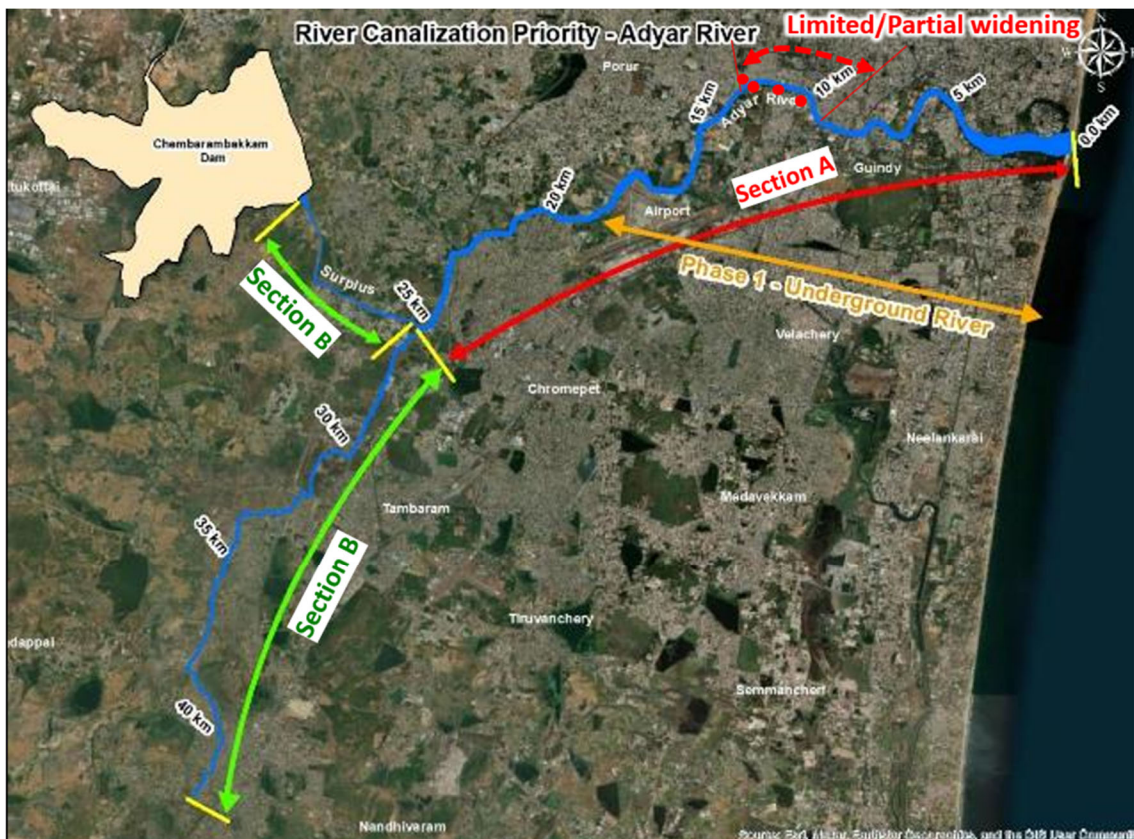 River Canalization Priority - Adyar River
Limited/Partial widening
N
W
S
Porur
15 km
Adyar River
10 km
5 km
0.0 km
Chembarambakkam
Dam
Guindy
Section A
20 km
Airport
Surplus
25 km
Section B
Phase 1 - Underground River
Velachery
Chromepet
30 km
Neelankarai
Tambaram
Medavakkam
35 km
Section B
Tiruvanchery
Semmancheri
40 km
Nandhivaram